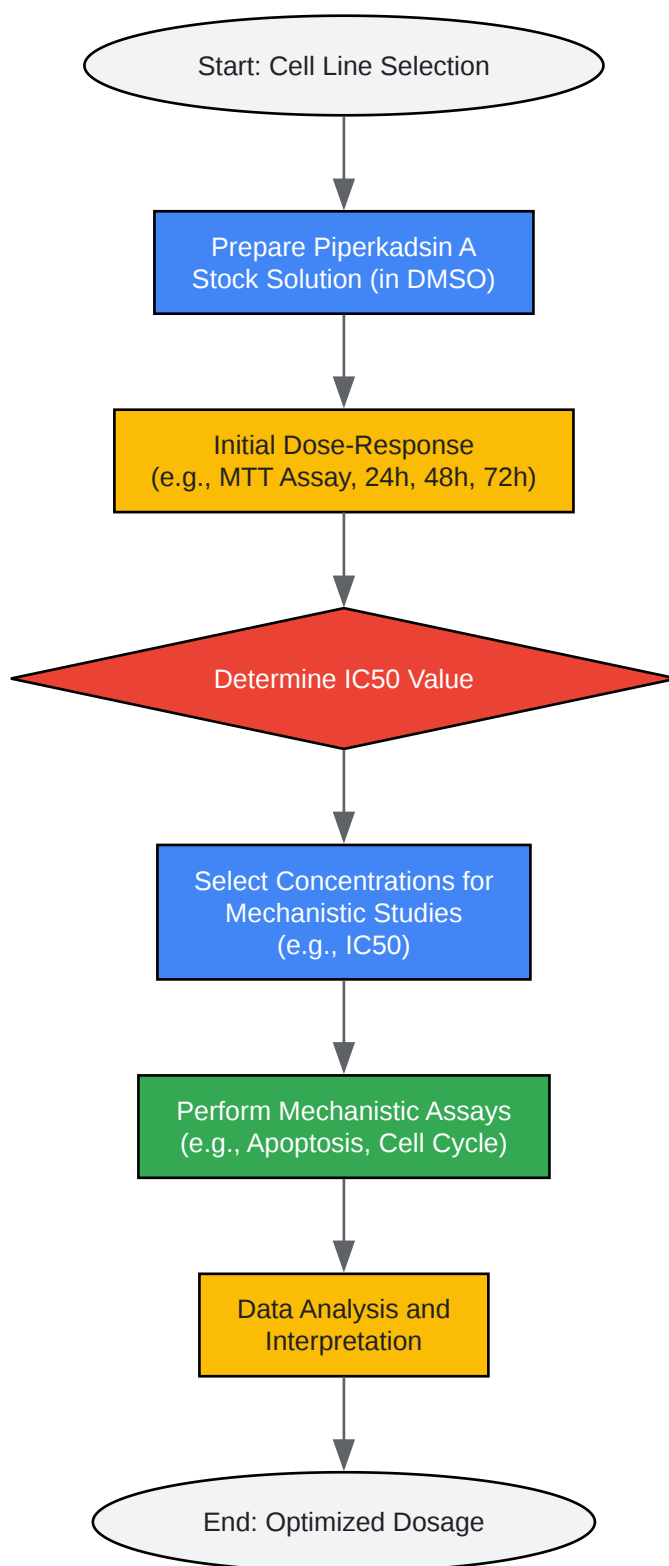 Start: Cell Line Selection
Prepare Piperkadsin A
Stock Solution (in DMSO)
Initial Dose-Response
(e.g., MTT Assay, 24h, 48h, 72h)
Determine IC50 Value
Select Concentrations for
Mechanistic Studies
(e.g., IC50)
Perform Mechanistic Assays
(e.g., Apoptosis, Cell Cycle)
Data Analysis and
Interpretation
End: Optimized Dosage